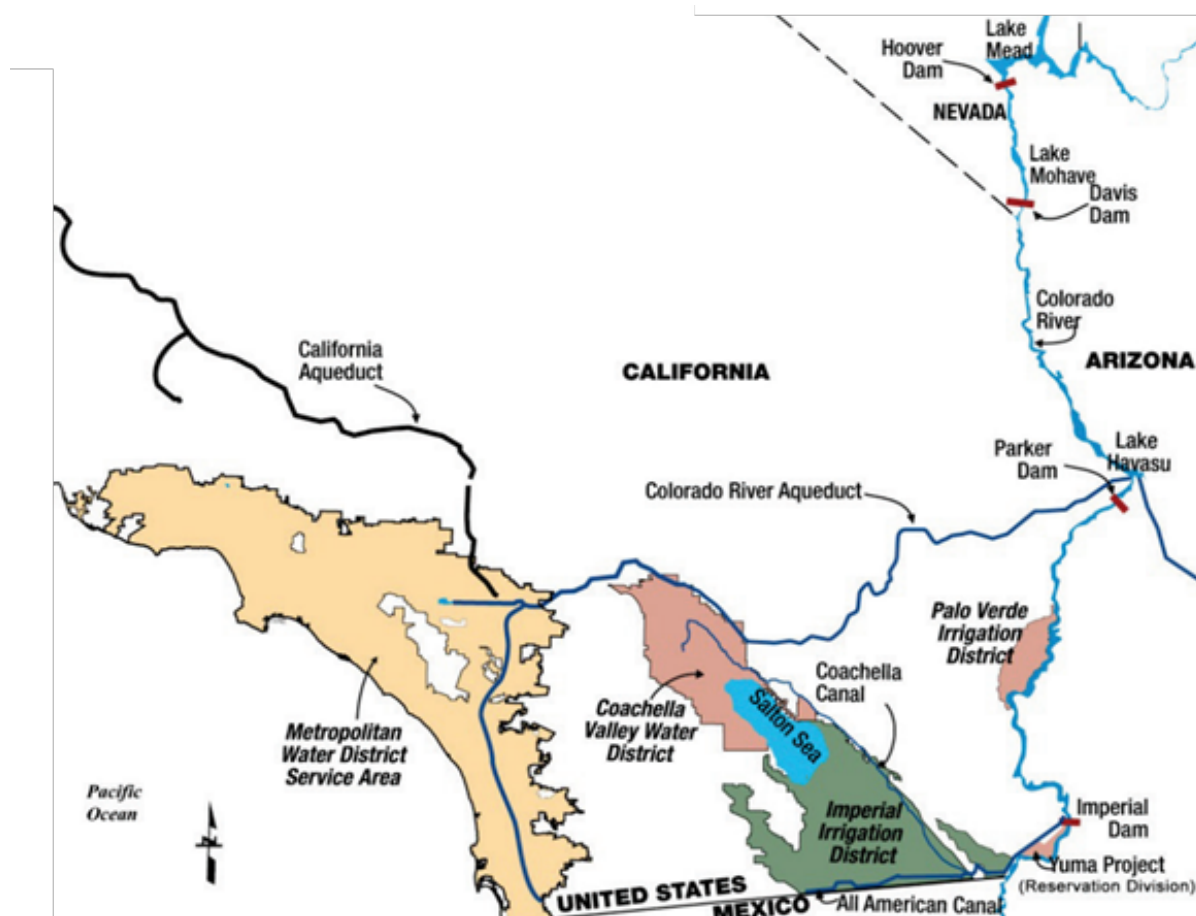 Lake
Mead
Hoover
Dam
NEVADA
Lake
Mohave
Davis
Dam
Colorado
River
ARIZONA
California
Aqueduct
CALIFORNIA
Parker
Dam
Lake
Havasu
Colorado River Aqueduct
Palo Verde
Irrigation
District
Coachella
Canal
Salton Sea
Coachella
Valley Water
District
Metropolitan
Water District
Service Area
Pacific
Ocean
N
Imperial
Irrigation
District
Imperial
Dam
Yuma Project
(Reservation Division)
UNITED STATES
MEXICO
All American Canal